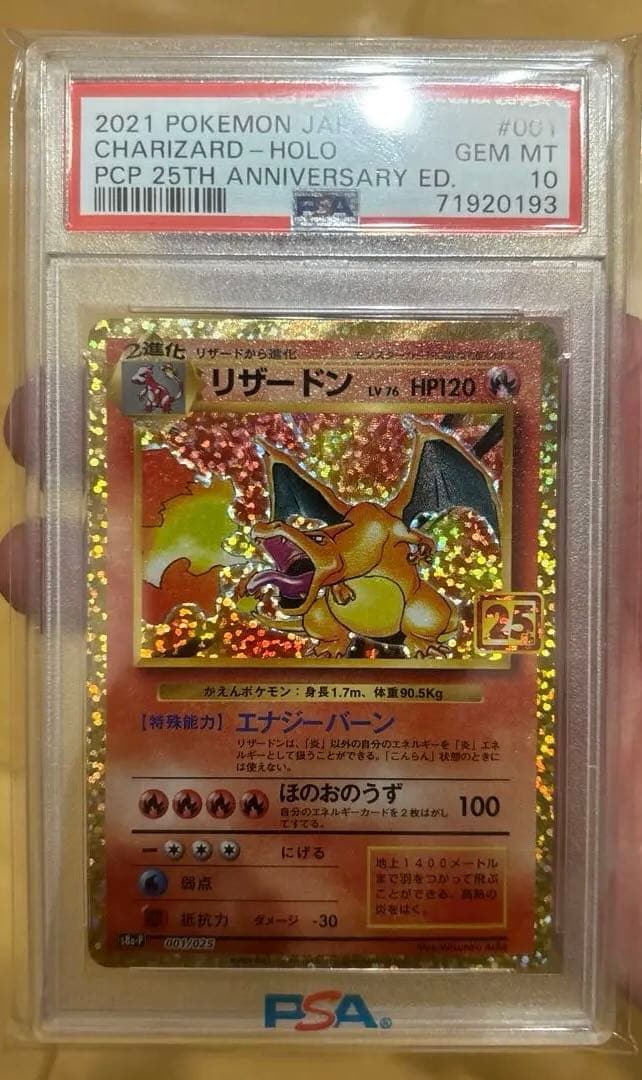 2021 POKEMON JAP
#001
CHARIZARD-HOLO
GEM MT
PCP 25TH ANNIVERSARY ED.
10
PSA
71920193
2進化 リザードから進化
リザードン LV76 HP120
25
かえんポケモン：身長1.7m、体重90.5Kg
【特殊能力】エナジーバーン
リザードンは、「炎」以外の自分のエネルギーを「炎」エネ
ルギーとして扱うことができる。「こんらん」状態のときに
は使えない。
ほのおのうず 100
自分のエネルギーカードを2枚はがし
てすてる。
にげる
弱点
抵抗力 ダメージ -30
地上1400メートル
まで羽をつかって飛ぶ
ことができる。高熱の
炎をはく。
s8a-P 001/025
PSA®